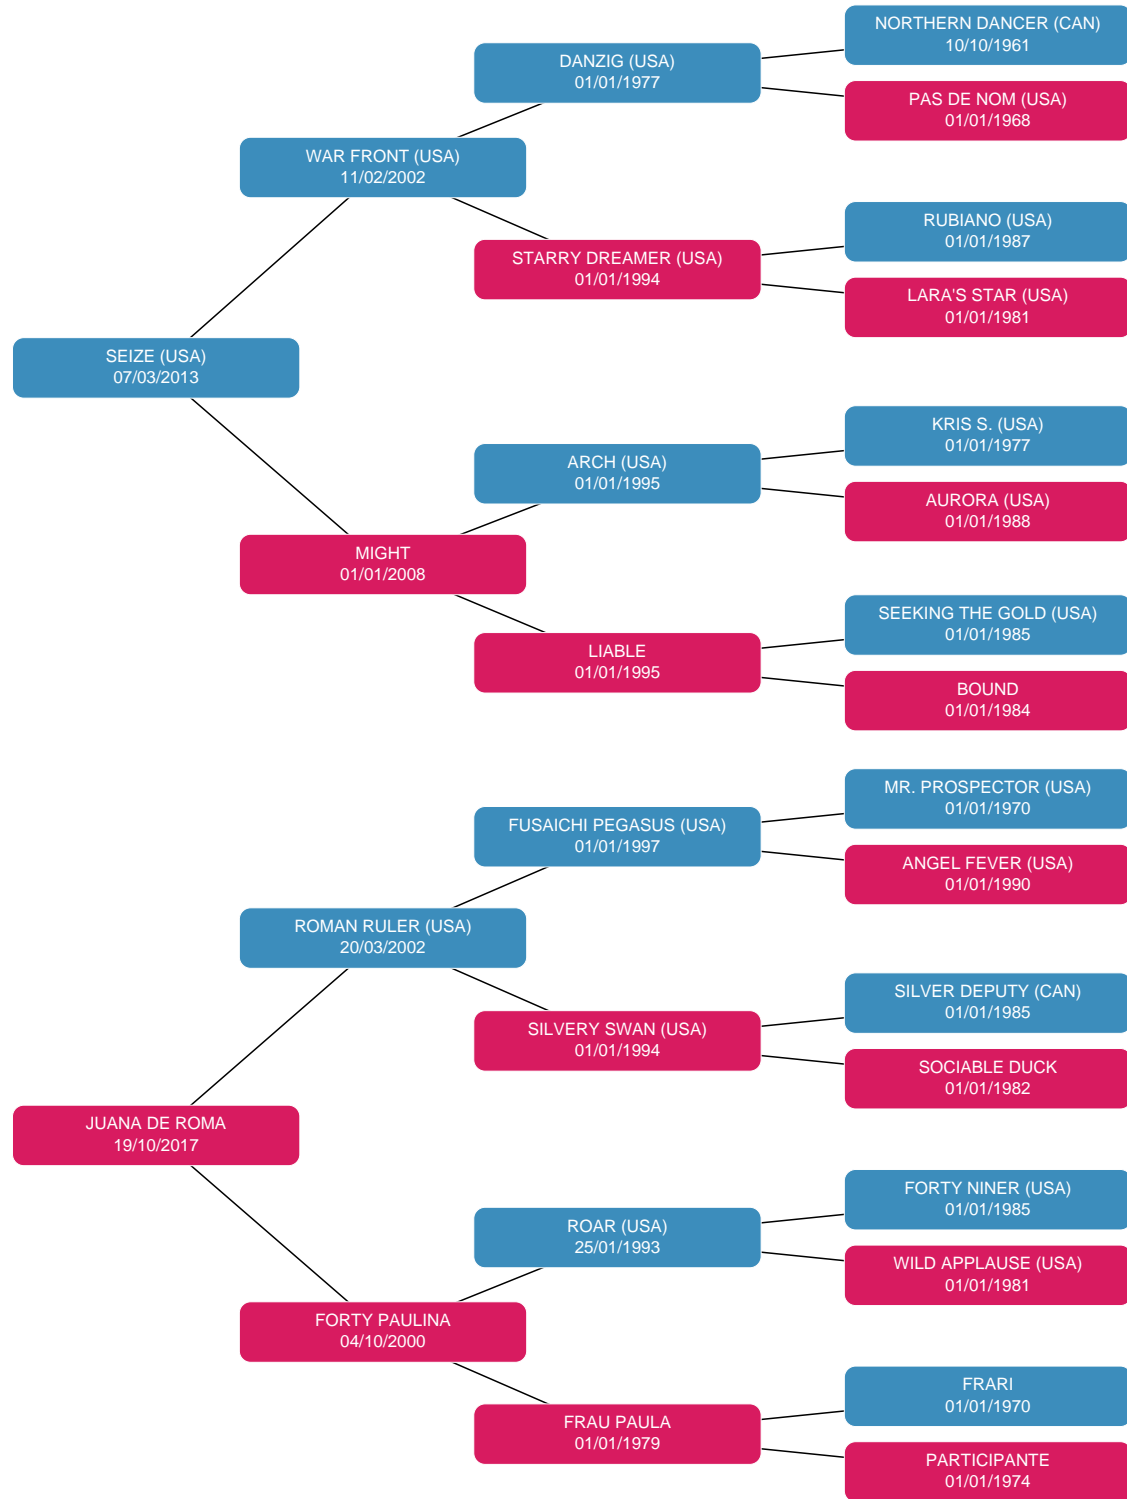 NORTHERN DANCER (CAN)
10/10/1961
DANZIG (USA)
01/01/1977
PAS DE NOM (USA)
01/01/1968
WAR FRONT (USA)
11/02/2002
RUBIANO (USA)
01/01/1987
STARRY DREAMER (USA)
01/01/1994
LARA'S STAR (USA)
01/01/1981
SEIZE (USA)
07/03/2013
KRIS S. (USA)
01/01/1977
ARCH (USA)
01/01/1995
AURORA (USA)
01/01/1988
MIGHT
01/01/2008
SEEKING THE GOLD (USA)
01/01/1985
LIABLE
01/01/1995
BOUND
01/01/1984
MR. PROSPECTOR (USA)
01/01/1970
FUSAICHI PEGASUS (USA)
01/01/1997
ANGEL FEVER (USA)
01/01/1990
ROMAN RULER (USA)
20/03/2002
SILVER DEPUTY (CAN)
01/01/1985
SILVERY SWAN (USA)
01/01/1994
SOCIABLE DUCK
01/01/1982
JUANA DE ROMA
19/10/2017
FORTY NINER (USA)
01/01/1985
ROAR (USA)
25/01/1993
WILD APPLAUSE (USA)
01/01/1981
FORTY PAULINA
04/10/2000
FRARI
01/01/1970
FRAU PAULA
01/01/1979
PARTICIPANTE
01/01/1974